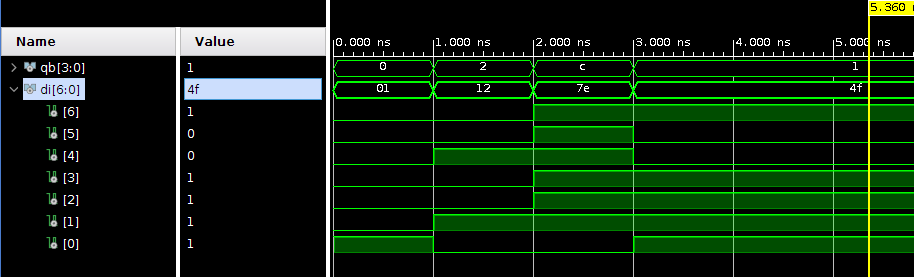 5.360 n
Name Value 0.000 ns 1.000 ns 2.000 ns 3.000 ns 4.000 ns 5.000 ns
qb[3:0] 1 0 2 c 1
di[6:0] 4f 01 12 7e 4f
[6] 1
[5] 0
[4] 0
[3] 1
[2] 1
[1] 1
[0] 1